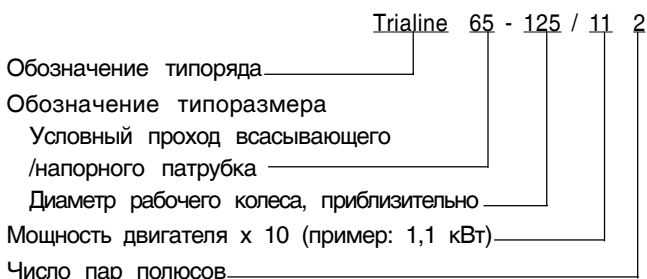 Trialine 65 - 125 / 11 2
Обозначение типоряда
Обозначение типоразмера
Условный проход всасывающего
/напорного патрубка
Диаметр рабочего колеса, приблизительно
Мощность двигателя х 10 (пример: 1,1 кВт)
Число пар полюсов